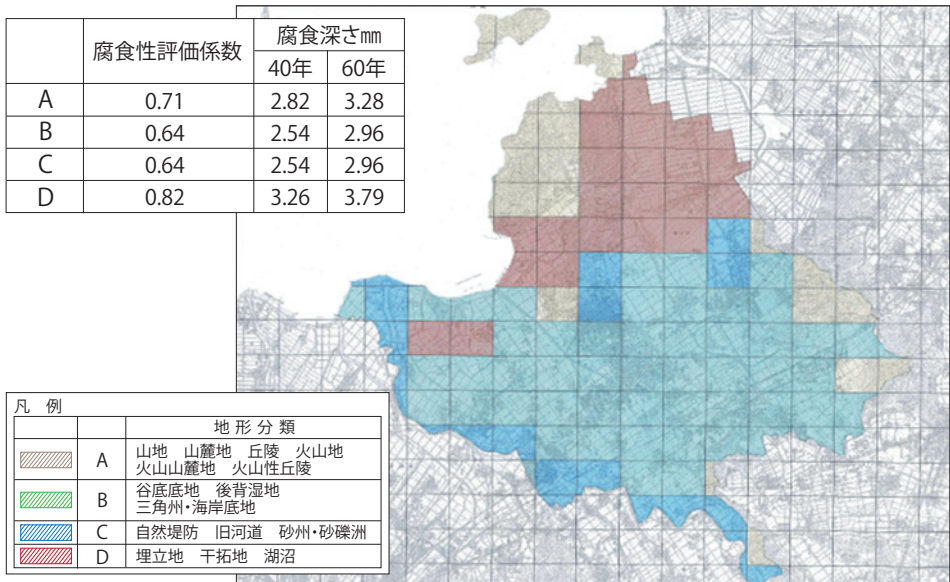 腐食性評価係数 腐食深さmm
40年 60年
A 0.71 2.82 3.28
B 0.64 2.54 2.96
C 0.64 2.54 2.96
D 0.82 3.26 3.79
凡 例
地形分類
A 山地 山麓地 丘陵 火山地
火山山麓地 火山性丘陵
B 谷底底地 後背湿地
三角州・海岸底地
C 自然堤防 旧河道 砂州・砂礫洲
D 埋立地 干拓地 湖沼